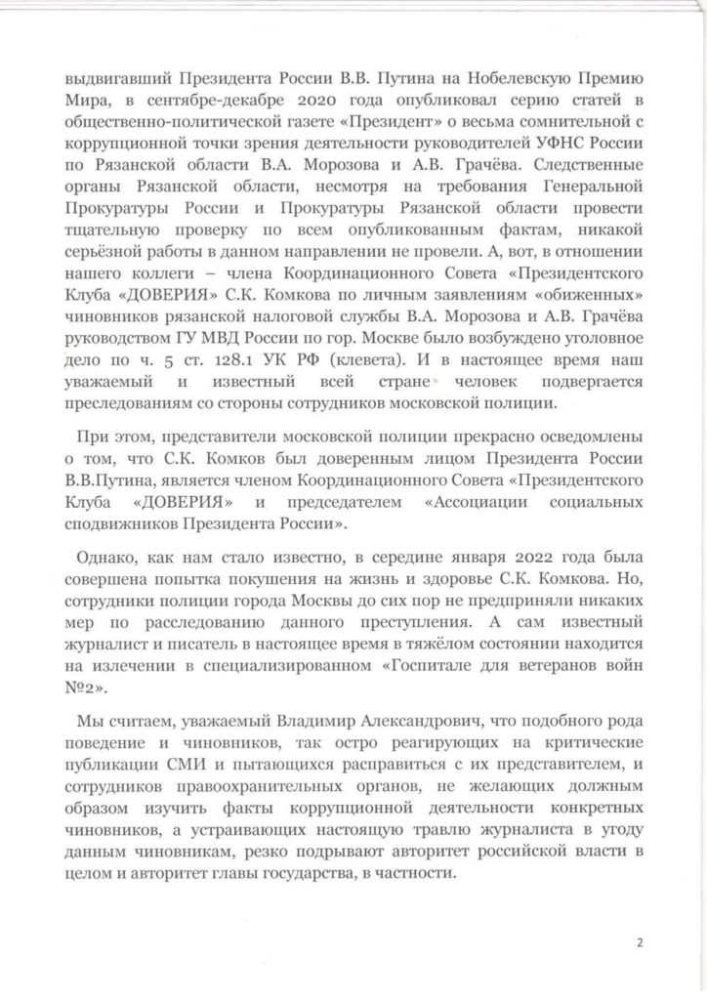 выдвигавший Президента России В.В. Путина на Нобелевскую Премию
Мира, в сентябре-декабре 2020 года опубликовал серию статей в
общественно-политической газете «Президент» о весьма сомнительной с
коррупционной точки зрения деятельности руководителей УФНС России
по Рязанской области В.А. Морозова и А.В. Грачёва. Следственные
органы Рязанской области, несмотря на требования Генеральной
Прокуратуры России и Прокуратуры Рязанской области провести
тщательную проверку по всем опубликованным фактам, никакой
серьёзной работы в данном направлении не провели. А, вот, в отношении
нашего коллеги – члена Координационного Совета «Президентского
Клуба «ДОВЕРИЯ» С.К. Комкова по личным заявлениям «обиженных»
чиновников рязанской налоговой службы В.А. Морозова и А.В. Грачёва
руководством ГУ МВД России по гор. Москве было возбуждено уголовное
дело по ч. 5 ст. 128.1 УК РФ (клевета). И в настоящее время наш
уважаемый и известный всей стране человек подвергается
преследованиям со стороны сотрудников московской полиции.
При этом, представители московской полиции прекрасно осведомлены
о том, что С.К. Комков был доверенным лицом Президента России
В.В.Путина, является членом Координационного Совета «Президентского
Клуба «ДОВЕРИЯ» и председателем «Ассоциации социальных
сподвижников Президента России».
Однако, как нам стало известно, в середине января 2022 года была
совершена попытка покушения на жизнь и здоровье С.К. Комкова. Но,
сотрудники полиции города Москвы до сих пор не предприняли никаких
мер по расследованию данного преступления. А сам известный
журналист и писатель в настоящее время в тяжёлом состоянии находится
на излечении в специализированном «Госпитале для ветеранов войн
№2».
Мы считаем, уважаемый Владимир Александрович, что подобного рода
поведение и чиновников, так остро реагирующих на критические
публикации СМИ и пытающихся расправиться с их представителем, и
сотрудников правоохранительных органов, не желающих должным
образом изучить факты коррупционной деятельности конкретных
чиновников, а устраивающих настоящую травлю журналиста в угоду
данным чиновникам, резко подрывают авторитет российской власти в
целом и авторитет главы государства, в частности.
2